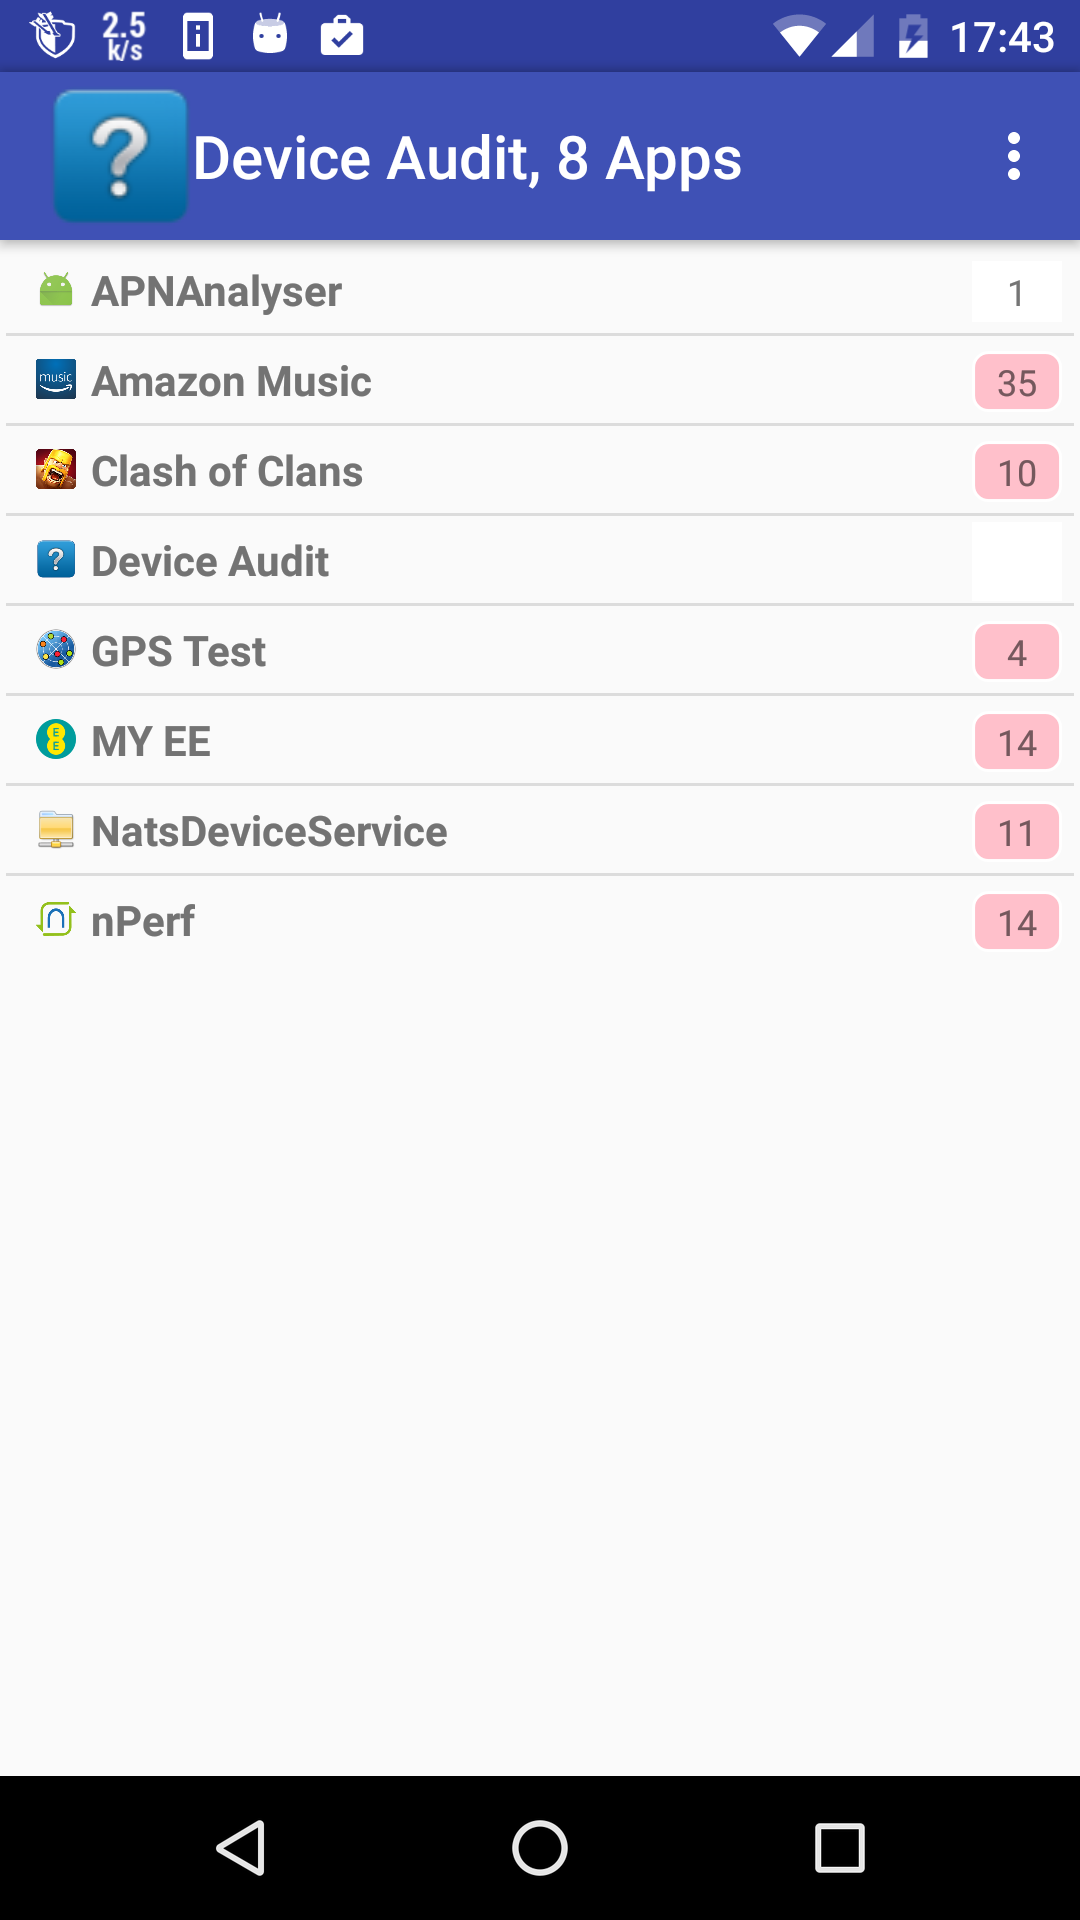 2.5
k/s
17:43
Device Audit, 8 Apps
APNAnalyser 1
music
Amazon Music 35
Clash of Clans 10
Device Audit
GPS Test 4
E
E
MY EE 14
NatsDeviceService 11
nPerf 14